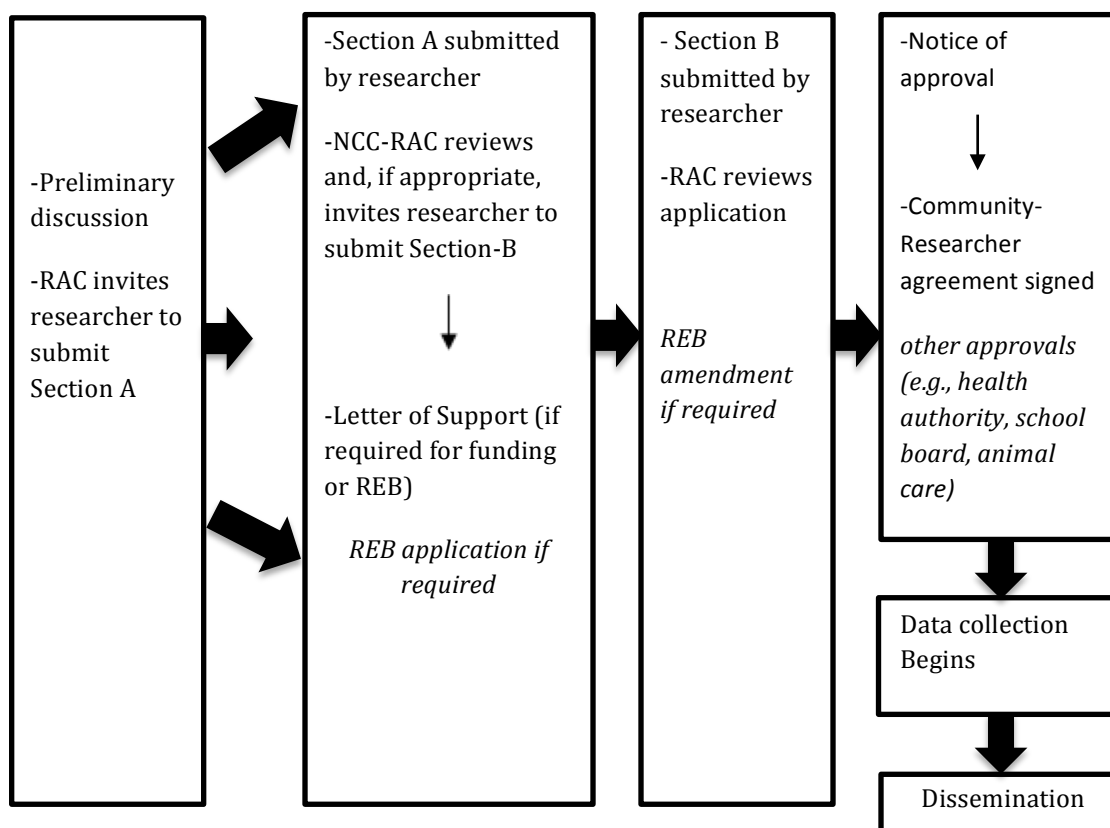 -Preliminary
discussion
-RAC invites
researcher to
submit
Section A
-Section A submitted
by researcher
-NCC-RAC reviews
and, if appropriate,
invites researcher to
submit Section-B
-Letter of Support (if
required for funding
or REB)
REB application if
required
- Section B
submitted by
researcher
-RAC reviews
application
REB
amendment
if required
-Notice of
approval
-Community-
Researcher
agreement signed
other approvals
(e.g., health
authority, school
board, animal
care)
Data collection
Begins
Dissemination